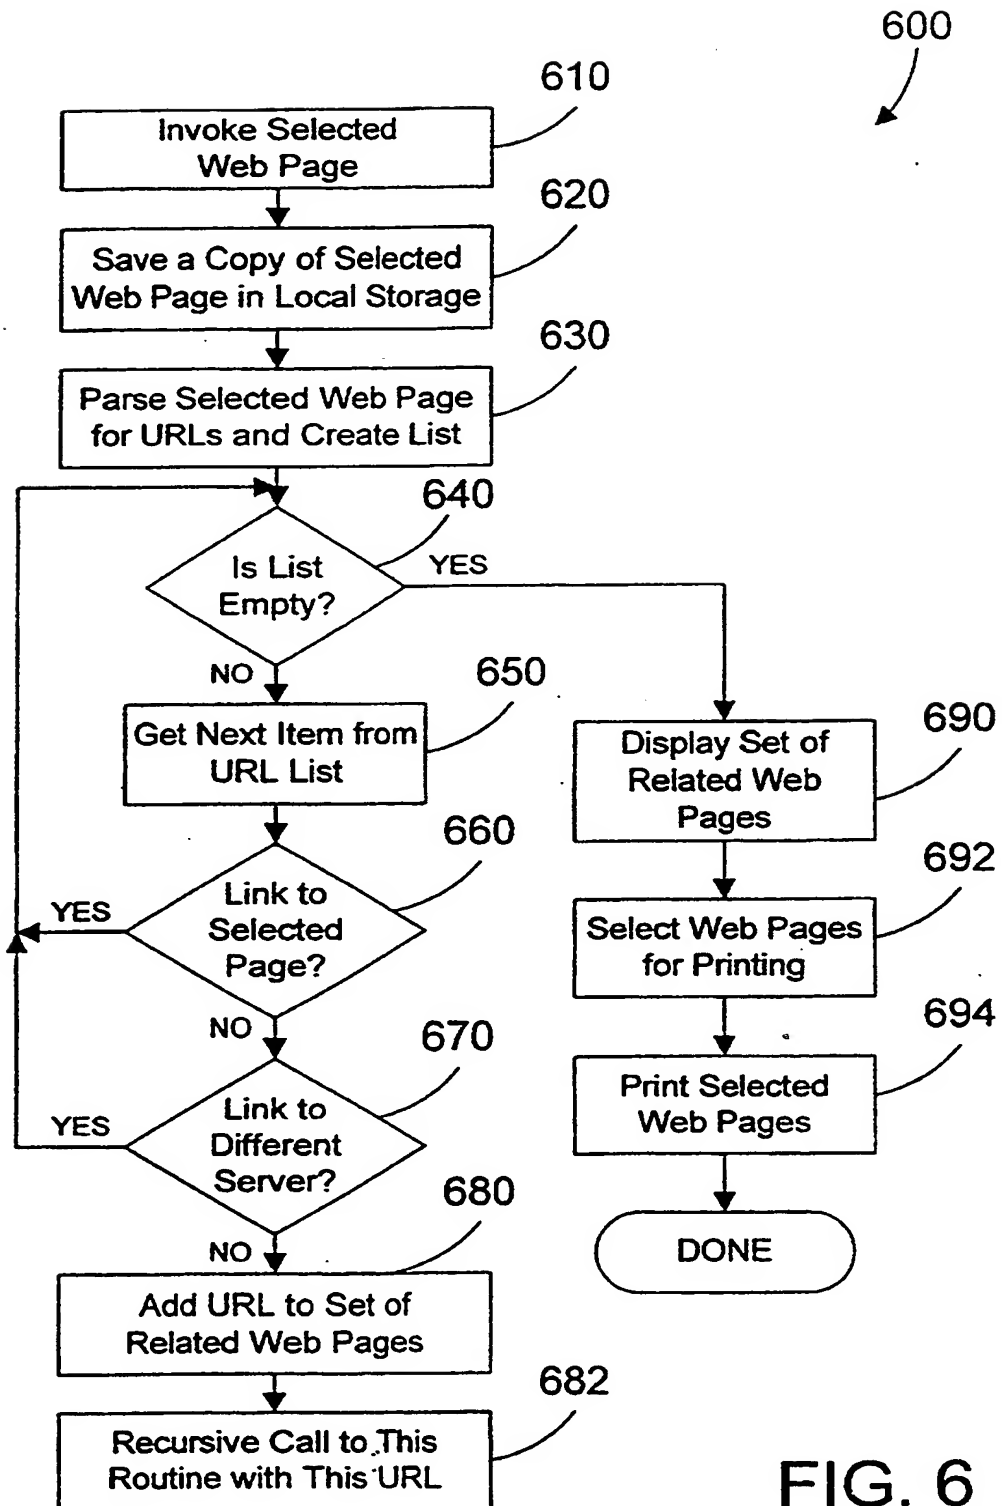 600
610
Invoke Selected
Web Page
620
Save a Copy of Selected
Web Page in Local Storage
630
Parse Selected Web Page
for URLs and Create List
640
Is List
Empty?
YES
NO
650
Get Next Item from
URL List
660
Link to
Selected
Page?
YES
NO
670
Link to
Different
Server?
YES
NO
680
Add URL to Set of
Related Web Pages
682
Recursive Call to This
Routine with This URL
690
Display Set of
Related Web
Pages
692
Select Web Pages
for Printing
694
Print Selected
Web Pages
DONE
FIG. 6